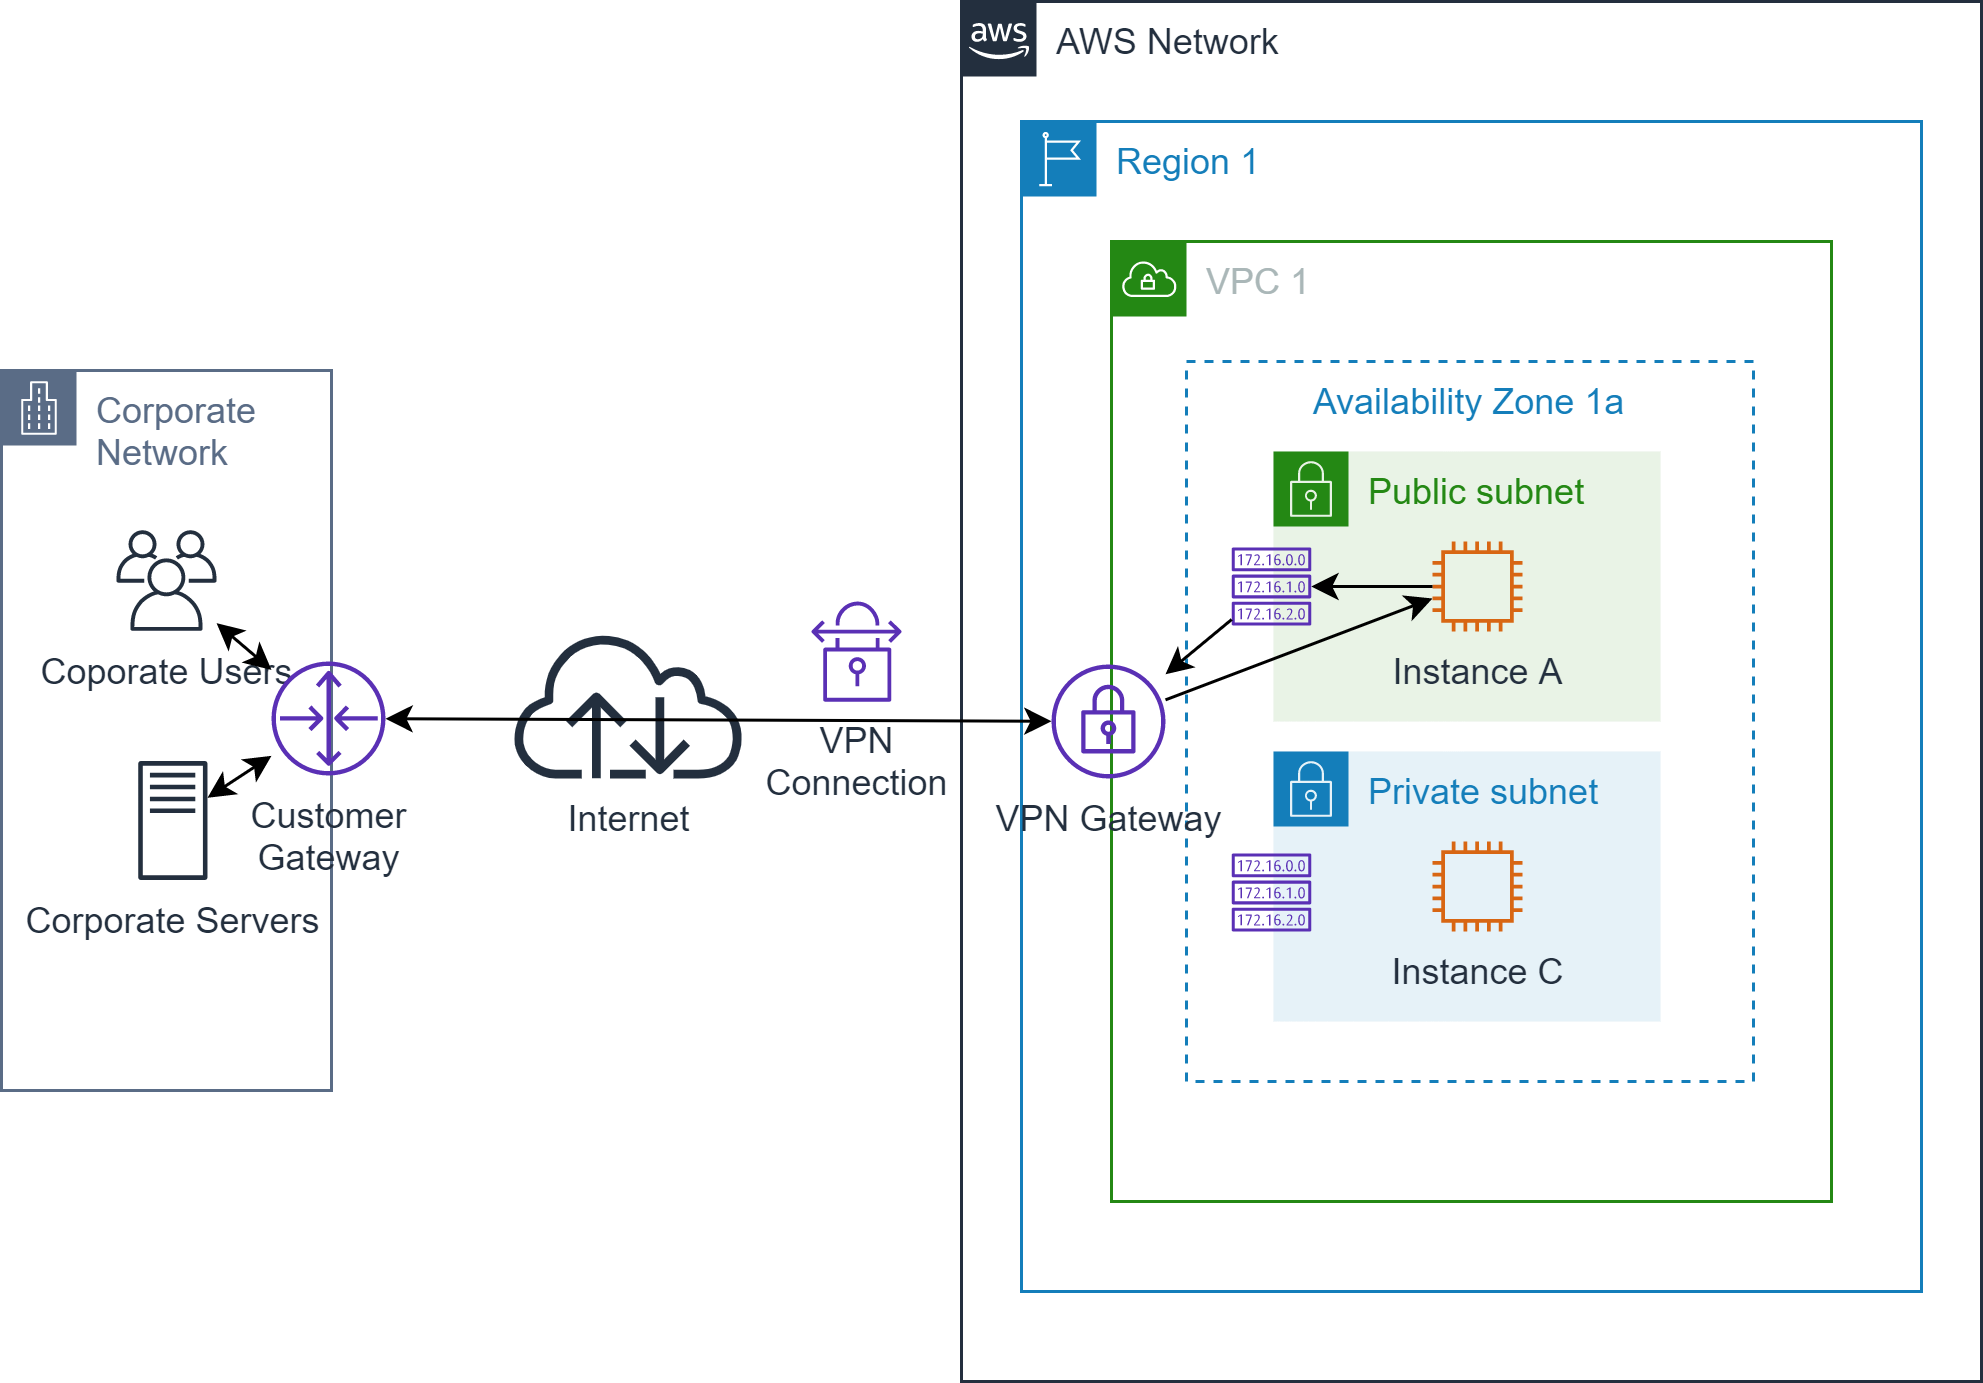 aws
AWS Network
Region 1
VPC 1
Availability Zone 1a
Corporate
Network
Public subnet
172.16.0.0
172.16.1.0
172.16.2.0
Instance A
Coporate Users
VPN
Connection
Internet
VPN Gateway
Customer
Gateway
Corporate Servers
Private subnet
172.16.0.0
172.16.1.0
172.16.2.0
Instance C